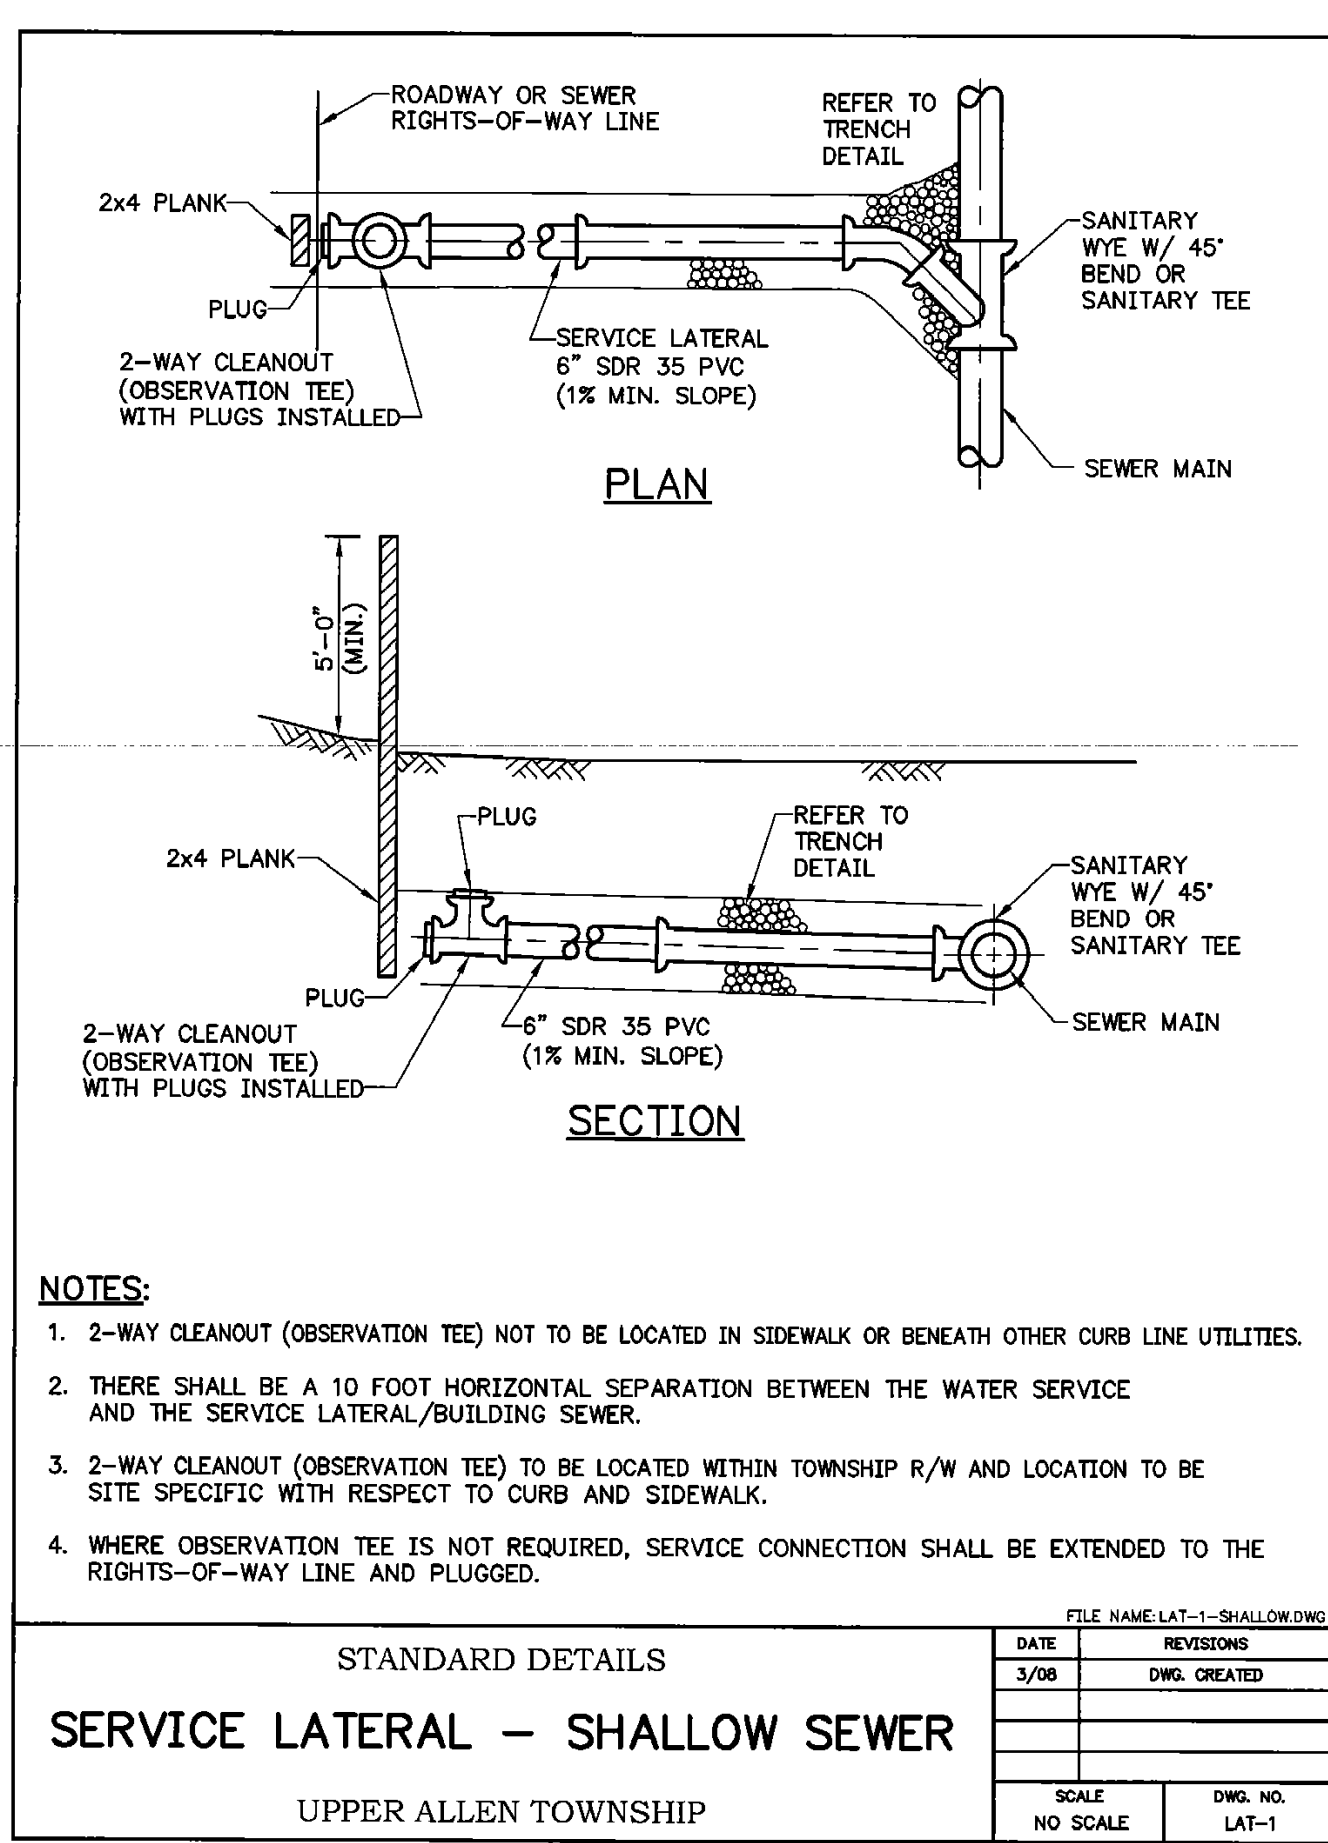 ROADWAY OR SEWER
RIGHTS-OF-WAY LINE
REFER TO
TRENCH
DETAIL
2x4 PLANK
SANITARY
WYE W/ 45°
BEND OR
SANITARY TEE
PLUG
SERVICE LATERAL
6" SDR 35 PVC
(1% MIN. SLOPE)
2-WAY CLEANOUT
(OBSERVATION TEE)
WITH PLUGS INSTALLED
SEWER MAIN
PLAN
5'-0"
(MIN.)
PLUG
REFER TO
TRENCH
DETAIL
2x4 PLANK
SANITARY
WYE W/ 45°
BEND OR
SANITARY TEE
PLUG
2-WAY CLEANOUT
(OBSERVATION TEE)
WITH PLUGS INSTALLED
6" SDR 35 PVC
(1% MIN. SLOPE)
SEWER MAIN
SECTION
NOTES:
1. 2-WAY CLEANOUT (OBSERVATION TEE) NOT TO BE LOCATED IN SIDEWALK OR BENEATH OTHER CURB LINE UTILITIES.
2. THERE SHALL BE A 10 FOOT HORIZONTAL SEPARATION BETWEEN THE WATER SERVICE
AND THE SERVICE LATERAL/BUILDING SEWER.
3. 2-WAY CLEANOUT (OBSERVATION TEE) TO BE LOCATED WITHIN TOWNSHIP R/W AND LOCATION TO BE
SITE SPECIFIC WITH RESPECT TO CURB AND SIDEWALK.
4. WHERE OBSERVATION TEE IS NOT REQUIRED, SERVICE CONNECTION SHALL BE EXTENDED TO THE
RIGHTS-OF-WAY LINE AND PLUGGED.
FILE NAME: LAT-1-SHALLOW.DWG
STANDARD DETAILS
SERVICE LATERAL - SHALLOW SEWER
UPPER ALLEN TOWNSHIP
DATE REVISIONS
3/08 DWG. CREATED
SCALE DWG. NO.
NO SCALE LAT-1